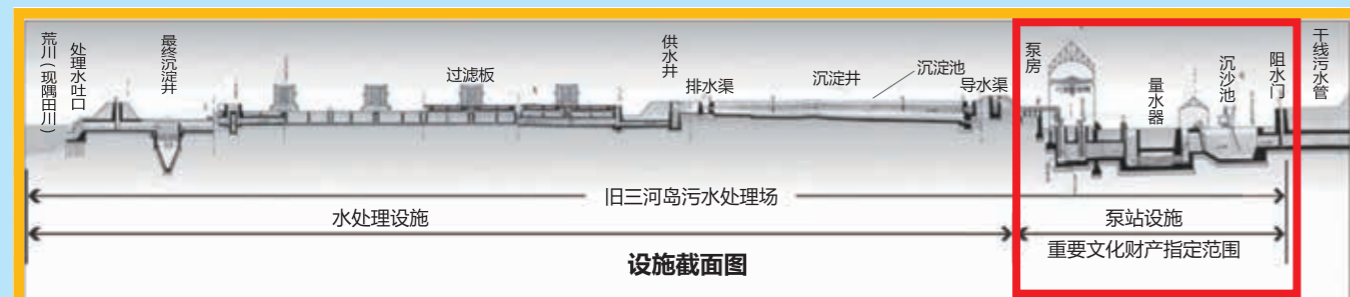 荒川（现隅田川）
处理水吐口
最终沉淀井
过滤板
供水井
排水渠
沉淀井
沉淀池
导水渠
泵房
量水器
沉沙池
阻水门
干线污水管
旧三河岛污水处理场
水处理设施
泵站设施
重要文化财产指定范围
设施截面图